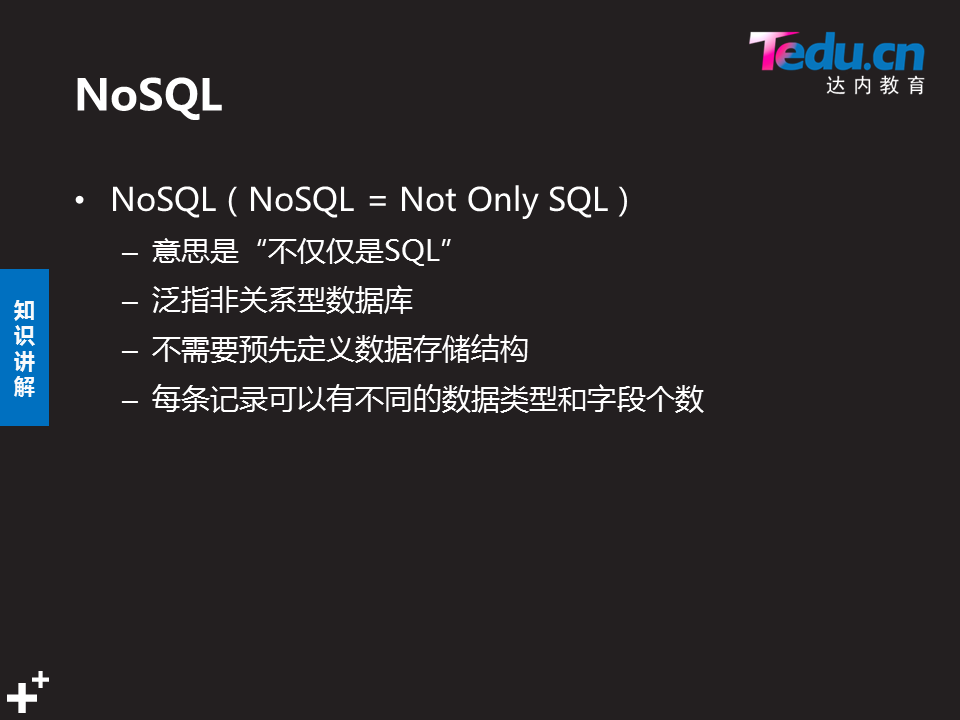 Tedu.cn
达内教育
NoSQL
• NoSQL（NoSQL = Not Only SQL）
– 意思是“不仅仅是SQL”
– 泛指非关系型数据库
– 不需要预先定义数据存储结构
– 每条记录可以有不同的数据类型和字段个数
知
识
讲
解